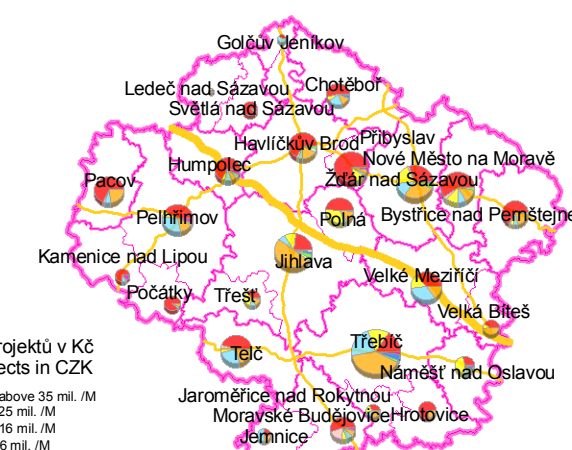 Golčův Jeníkov
Ledeč nad Sázavou
Chotěboř
Světlá nad Sázavou
Havlíčkův Brod
Přibyslav
Humpolec
Nové Město na Moravě
Pacov
Žďár nad Sázavou
Pelhřimov
Polná
Bystřice nad Pernštejne
Kamenice nad Lipou
Jihlava
Velké Meziříčí
Počátky
Třešť
Velká Bíteš
rojektů v Kč
Třebíč
Telč
ects in CZK
Náměšť nad Oslavou
above 35 mil. /M
Jaroměřice nad Rokytnou
25 mil. /M
Moravské Budějovice
Hrotovice
16 mil. /M
Jemnice
6 mil. /M